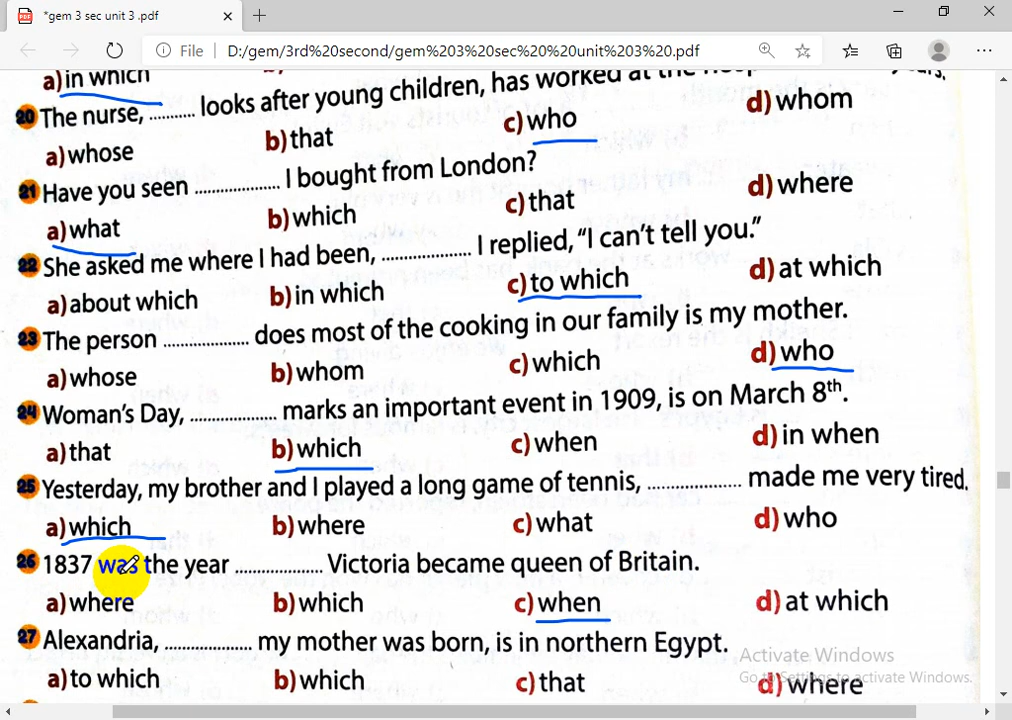 *gem 3 sec unit 3 .pdf
File D:/gem/3rd%20second/gem%203%20sec%20%20unit%203%20.pdf
a) in which
20 The nurse, .......... looks after young children, has worked at the
a) whose b) that c) who d) whom
21 Have you seen .................. I bought from London?
a) what b) which c) that d) where
22 She asked me where I had been, .................. I replied, “I can't tell you.”
a) about which b) in which c) to which d) at which
23 The person .................. does most of the cooking in our family is my mother.
a) whose b) whom c) which d) who
24 Woman's Day, .................. marks an important event in 1909, is on March 8th.
a) that b) which c) when d) in when
25 Yesterday, my brother and I played a long game of tennis, .................. made me very tired.
a) which b) where c) what d) who
26 1837 was the year .................. Victoria became queen of Britain.
a) where b) which c) when d) at which
27 Alexandria, .................. my mother was born, is in northern Egypt.
a) to which b) which c) that d) where
Activate Windows
Go to Settings to activate Windows.